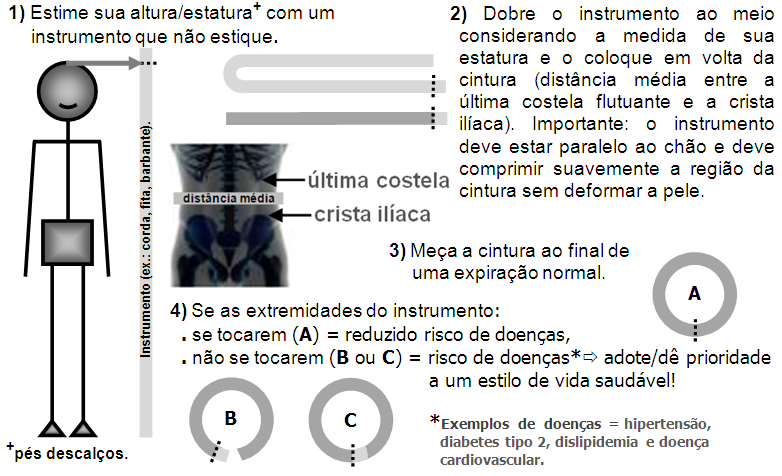 1) Estime sua altura/estatura+ com um
instrumento que não estique.
Instrumento (ex.: corda, fita, barbante).
+pés descalços.
2) Dobre o instrumento ao meio
considerando a medida de sua
estatura e o coloque em volta da
cintura (distância média entre a
última costela flutuante e a crista
ilíaca). Importante: o instrumento
deve estar paralelo ao chão e deve
comprimir suavemente a região da
cintura sem deformar a pele.
última costela
distância média
crista ilíaca
3) Meça a cintura ao final de
uma expiração normal.
A
4) Se as extremidades do instrumento:
. se tocarem (A) = reduzido risco de doenças,
. não se tocarem (B ou C) = risco de doenças*⇨ adote/dê prioridade
a um estilo de vida saudável!
B
C
*Exemplos de doenças = hipertensão,
diabetes tipo 2, dislipidemia e doença
cardiovascular.